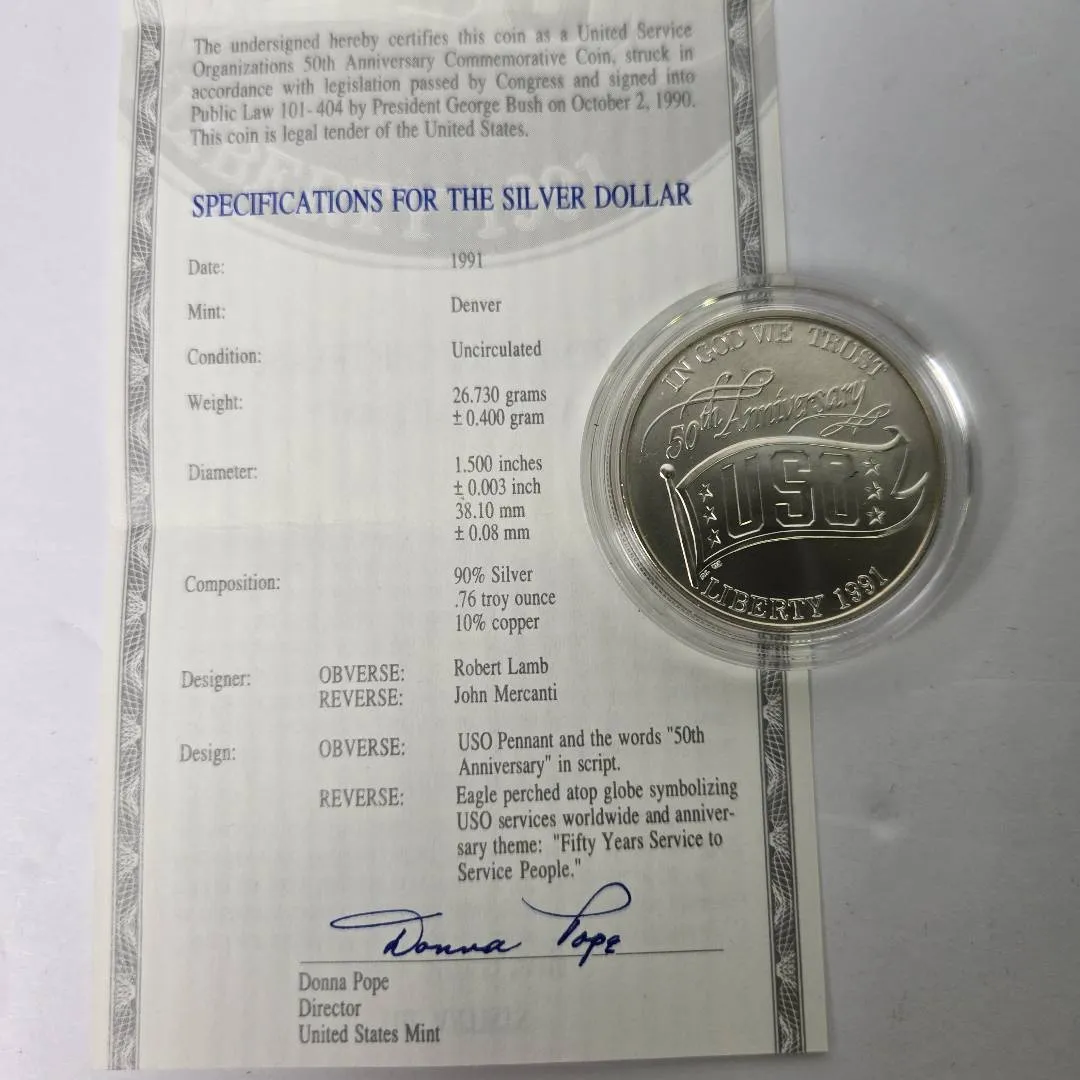 The undersigned hereby certifies this coin as a United Service
Organizations 50th Anniversary Commemorative Coin, struck in
accordance with legislation passed by Congress and signed into
Public Law 101-404 by President George Bush on October 2, 1990.
This coin is legal tender of the United States.
LIBERTY 1991
SPECIFICATIONS FOR THE SILVER DOLLAR
Date: 1991
Mint: Denver
Condition: Uncirculated
Weight: 26.730 grams
± 0.400 gram
Diameter: 1.500 inches
± 0.003 inch
38.10 mm
± 0.08 mm
Composition: 90% Silver
.76 troy ounce
10% copper
Designer: OBVERSE: Robert Lamb
REVERSE: John Mercanti
Design: OBVERSE: USO Pennant and the words "50th
Anniversary" in script.
REVERSE: Eagle perched atop globe symbolizing
USO services worldwide and anniver-
sary theme: "Fifty Years Service to
Service People."
Donna Pope
Donna Pope
Director
United States Mint
IN GOD WE TRUST
50th Anniversary
USO
LIBERTY 1991